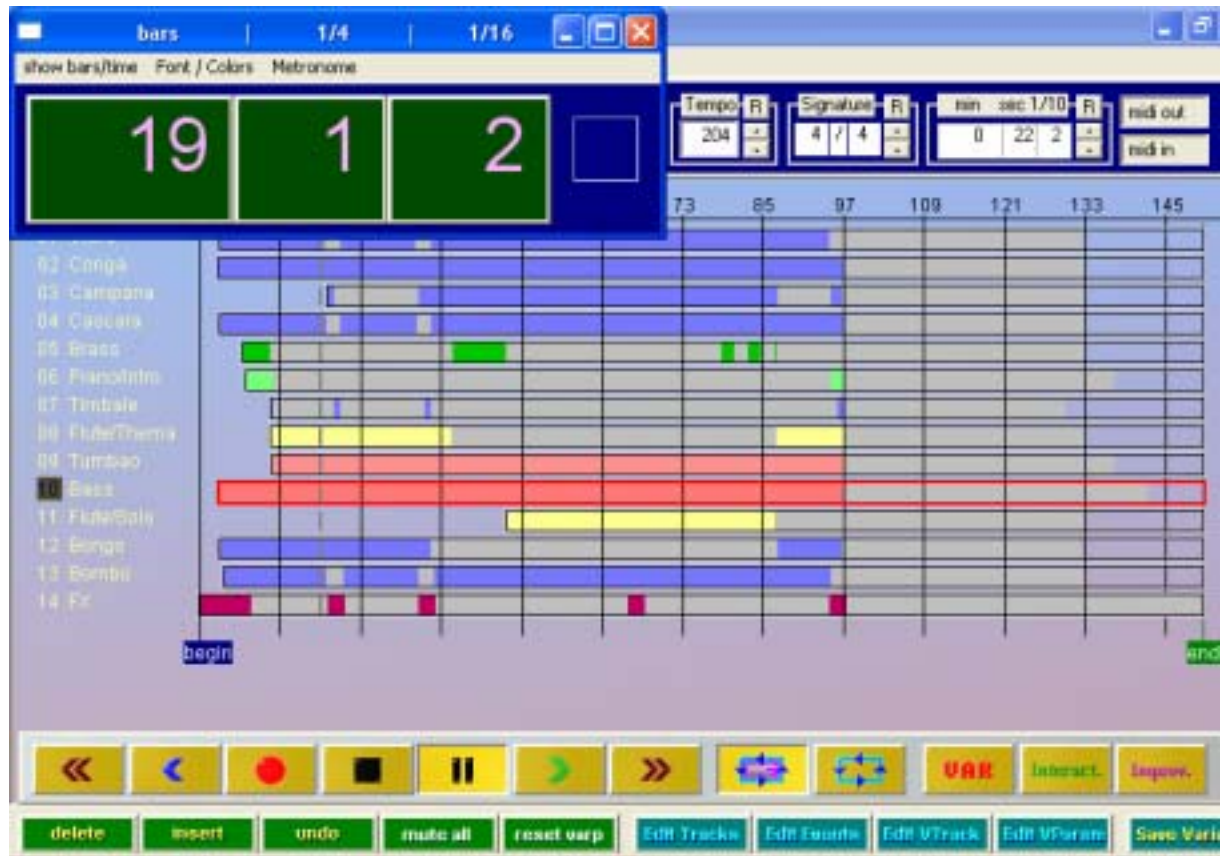 bars | 1/4 | 1/16
show bars/time Font / Colors Metronome
19 1 2
Tempo R Signature R min sec 1/10 R midi out
204 4 / 4 0 22 2 midi in
73 85 97 109 121 133 145
02 Conga
03 Campana
04 Cascara
05 Brass
06 Piano/Intro
07 Timbale
08 Flute/Thema
09 Tumbao
10 Bass
11 Flute/Solo
12 Bongo
13 Bombo
14 FX
begin end
VAR Interact. Improv.
delete insert undo mute all reset varp Edit Tracks Edit Events Edit VTrack Edit VParam Save Vari